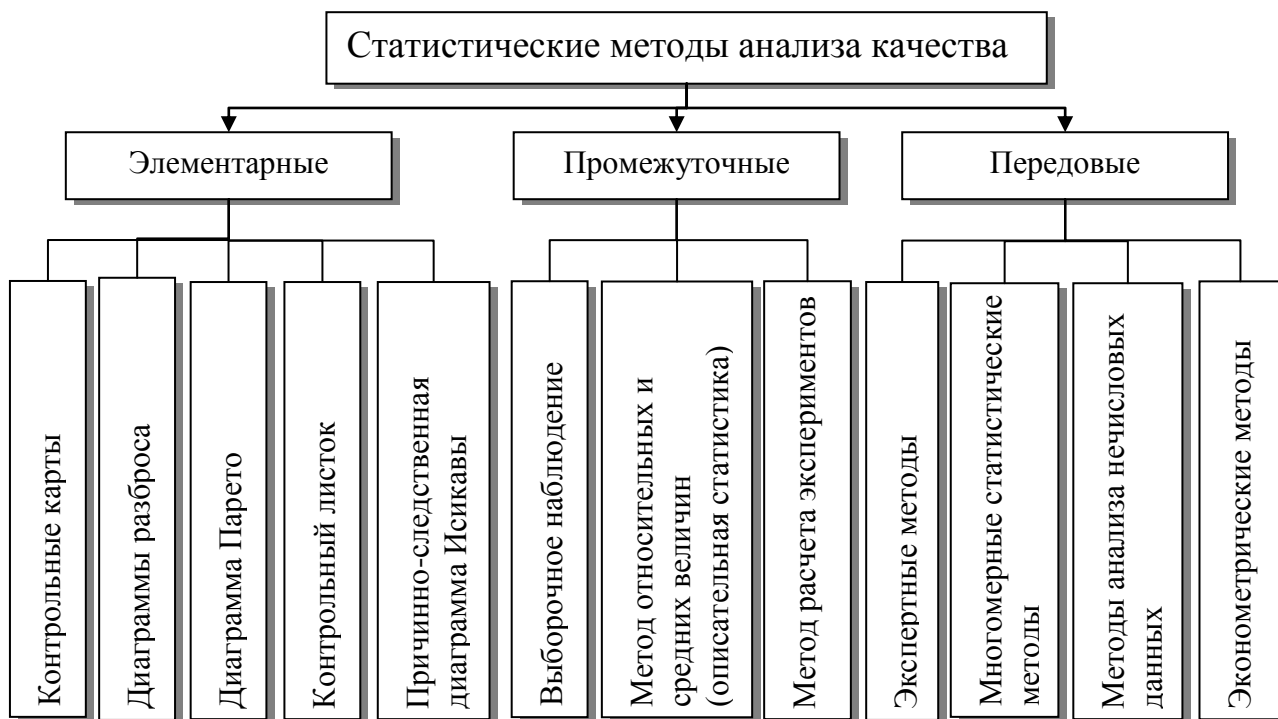 Статистические методы анализа качества
Элементарные
Промежуточные
Передовые
Контрольные карты
Диаграммы разброса
Диаграмма Парето
Контрольный листок
Причинно-следственная
диаграмма Исикавы
Выборочное наблюдение
Метод относительных и
средних величин
(описательная статистика)
Метод расчета экспериментов
Экспертные методы
Многомерные статистические
методы
Методы анализа нечисловых
данных
Эконометрические методы